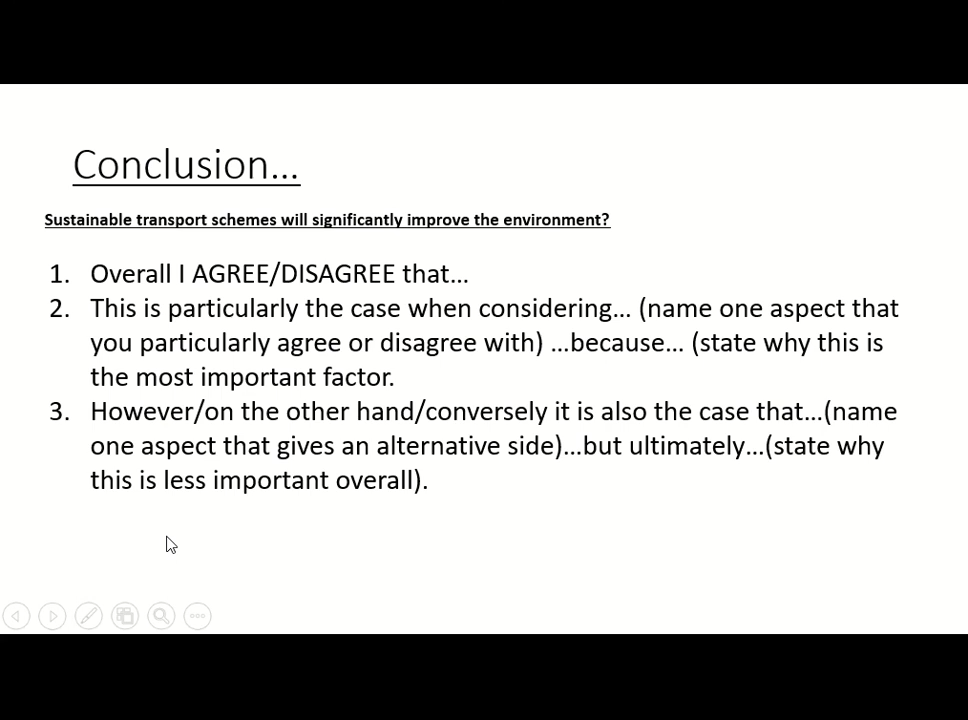 Conclusion...
Sustainable transport schemes will significantly improve the environment?
1. Overall I AGREE/DISAGREE that...
2. This is particularly the case when considering... (name one aspect that
you particularly agree or disagree with) ...because... (state why this is
the most important factor.
3. However/on the other hand/conversely it is also the case that...(name
one aspect that gives an alternative side)...but ultimately...(state why
this is less important overall).